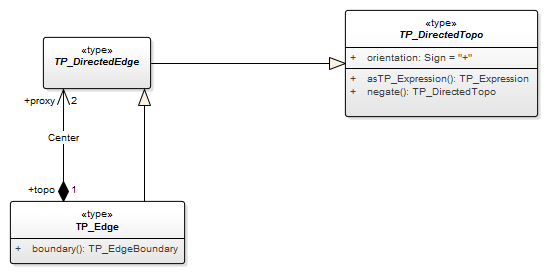 «type»
TP_DirectedEdge
«type»
TP_DirectedTopo
+ orientation: Sign = "+"
+ asTP_Expression(): TP_Expression
+ negate(): TP_DirectedTopo
+proxy 2
Center
+topo 1
«type»
TP_Edge
+ boundary(): TP_EdgeBoundary